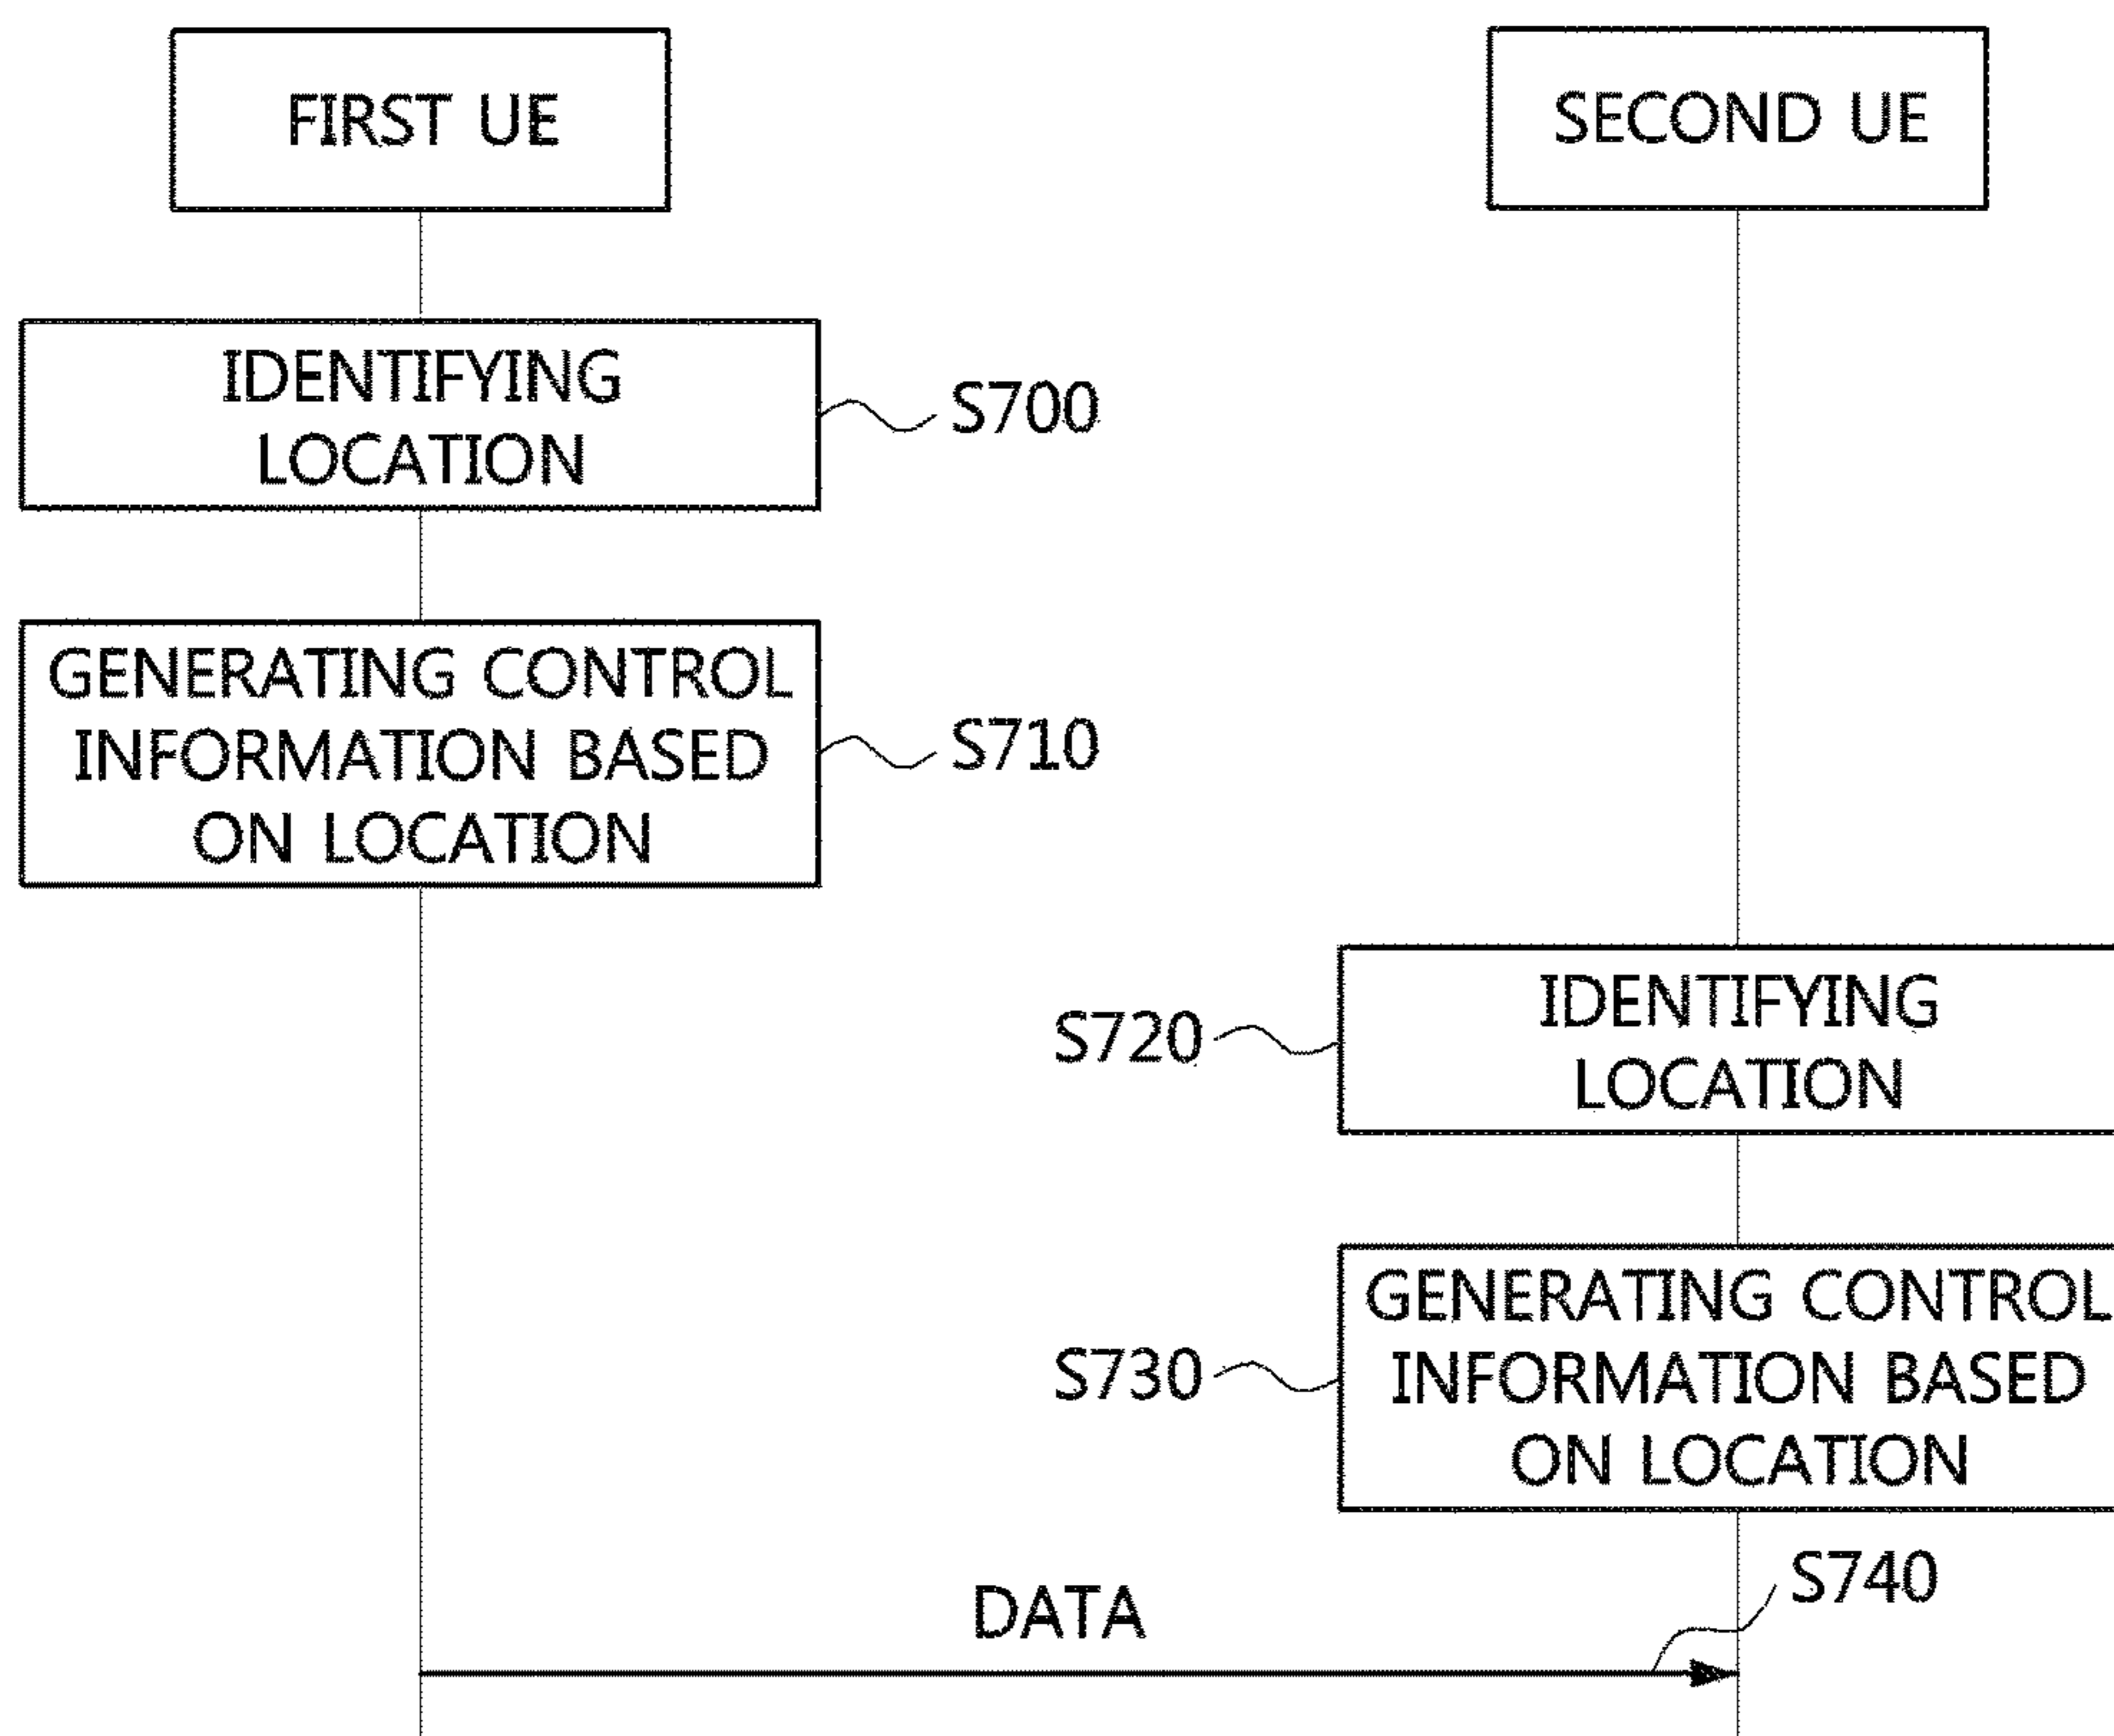 FIRST UE
SECOND UE
IDENTIFYING
LOCATION
S700
GENERATING CONTROL
INFORMATION BASED
ON LOCATION
S710
S720
IDENTIFYING
LOCATION
S730
GENERATING CONTROL
INFORMATION BASED
ON LOCATION
S740
DATA